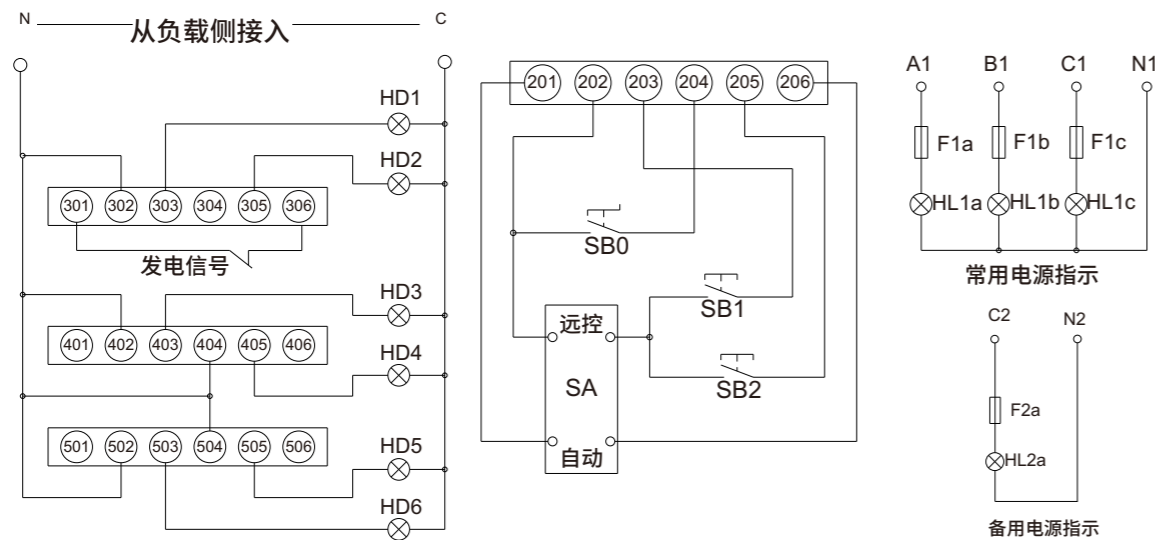 N 从负载侧接入 C
HD1
HD2
301 302 303 304 305 306
发电信号
HD3
401 402 403 404 405 406
HD4
501 502 503 504 505 506
HD5
HD6
201 202 203 204 205 206
SB0
SB1
远控
SB2
SA
自动
A1 B1 C1 N1
F1a F1b F1c
HL1a HL1b HL1c
常用电源指示
C2 N2
F2a
HL2a
备用电源指示